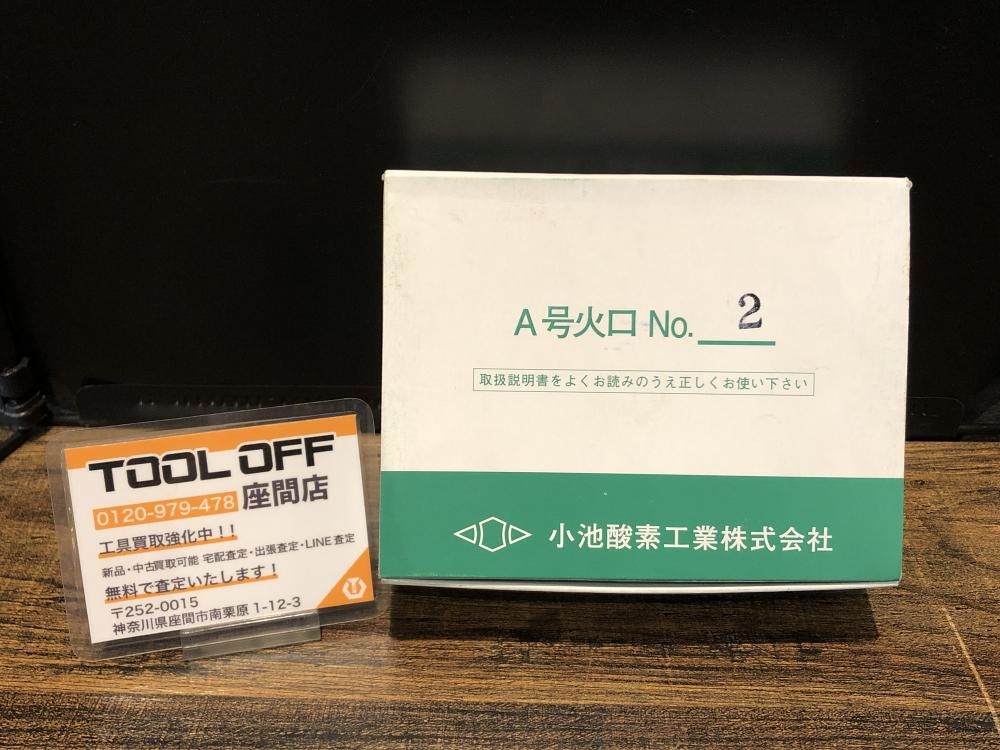 A号火口 No. 2
取扱説明書をよくお読みのうえ正しくお使い下さい
小池酸素工業株式会社
TOOL OFF
0120-979-478 座間店
工具買取強化中!!
新品・中古買取可能 宅配査定・出張査定・LINE査定
無料で査定いたします!
〒252-0015
神奈川県座間市南栗原1-12-3